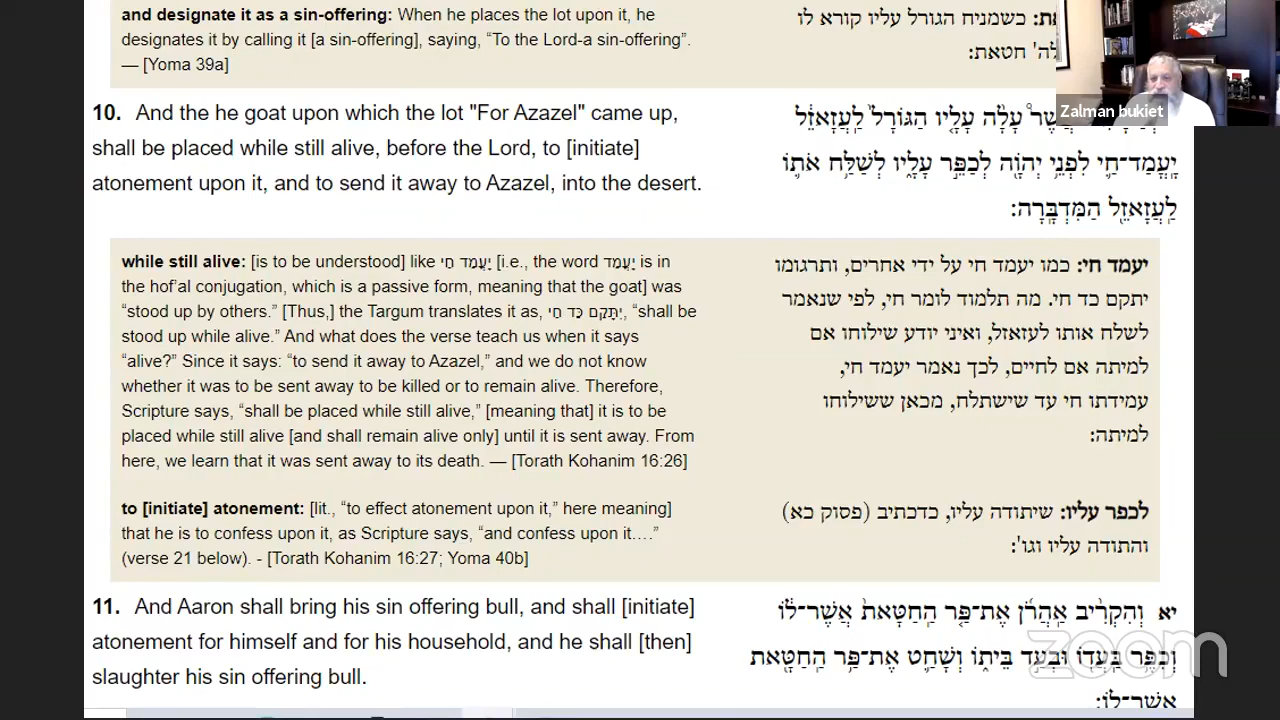 and designate it as a sin-offering: When he places the lot upon it, he
designates it by calling it [a sin-offering], saying, “To the Lord-a sin-offering”.
— [Yoma 39a]
כשמניח הגורל עליו קורא לו
חטאת:
Zalman bukiet
10. And the he goat upon which the lot "For Azazel" came up,
shall be placed while still alive, before the Lord, to [initiate]
atonement upon it, and to send it away to Azazel, into the desert.
עָלָ֨ה עָלָ֤יו הַגּוֹרָל֙ לַֽעֲזָאזֵ֔ל
יָֽעֳמַד־חַ֛י לִפְנֵ֥י יְהֹוָ֖ה לְכַפֵּ֣ר עָלָ֑יו לְשַׁלַּ֥ח אֹת֛וֹ
לַֽעֲזָאזֵ֖ל הַמִּדְבָּֽרָה:
while still alive: [is to be understood] like יָעֳמַד חַי [i.e., the word יָעֳמַד is in
the hof’al conjugation, which is a passive form, meaning that the goat] was
“stood up by others.” [Thus,] the Targum translates it as, יִתָּקַם כַּד חַי, “shall be
stood up while alive.” And what does the verse teach us when it says
“alive?” Since it says: “to send it away to Azazel,” and we do not know
whether it was to be sent away to be killed or to remain alive. Therefore,
Scripture says, “shall be placed while still alive,” [meaning that] it is to be
placed while still alive [and shall remain alive only] until it is sent away. From
here, we learn that it was sent away to its death. — [Torath Kohanim 16:26]
יעמד חי: כמו יעמד חי על ידי אחרים, ותרגומו
יתקם כד חי. מה תלמוד לומר חי, לפי שנאמר
לשלח אותו לעזאזל, ואיני יודע שילוחו אם
למיתה אם לחיים, לכך נאמר יעמד חי,
עמידתו חי עד שישתלח, מכאן ששילוחו
למיתה:
to [initiate] atonement: [lit., “to effect atonement upon it,” here meaning]
that he is to confess upon it, as Scripture says, “and confess upon it….”
(verse 21 below). - [Torath Kohanim 16:27; Yoma 40b]
לכפר עליו: שיתודה עליו, כדכתיב (פסוק כא)
והתודה עליו וגו':
11. And Aaron shall bring his sin offering bull, and shall [initiate]
atonement for himself and for his household, and he shall [then]
slaughter his sin offering bull.
יא וְהִקְרִ֨יב אַֽהֲרֹ֜ן אֶת־פַּ֤ר הַֽחַטָּאת֙ אֲשֶׁר־ל֔וֹ
וְכִפֶּ֥ר בַּֽעֲד֖וֹ וּבְעַ֣ד בֵּית֑וֹ וְשָׁחַ֛ט אֶת־פַּ֥ר הַֽחַטָּ֖את
אֲשֶׁר־לֽוֹ:
zoom